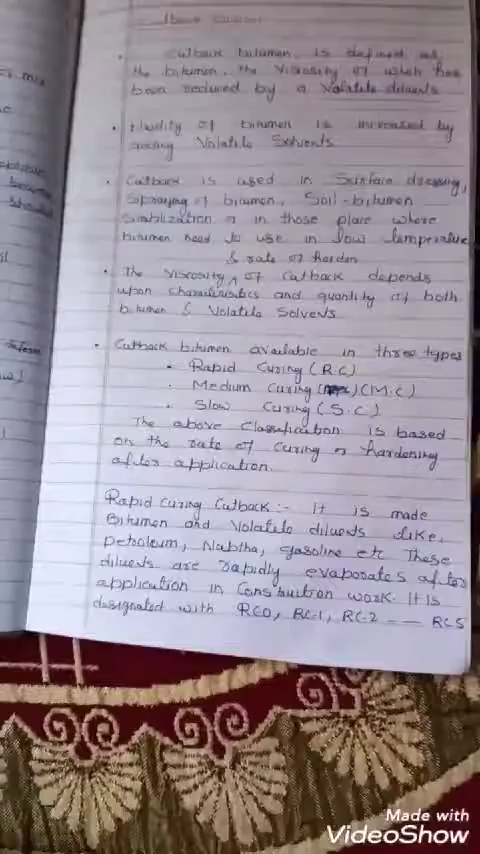 Cutback bitumen
Cutback bitumen is defined as
the bitumen, the viscosity of which has
been reduced by a volatile diluents
fluidity of bitumen is increased by
adding Volatile Solvents
Cutback is used in Surface dressing,
Spraying of bitumen, Soil-bitumen
Stablization & in those place where
bitumen need to use in low temperature
& rate of harden
The Viscosity of Cutback depends
upon characteristics and quantity of both
bitumen & Volatile Solvents
Cutback bitumen available in three types
Rapid Curing (R.C)
Medium Curing (M.C)
Slow Curing (S.C)
The above classification is based
on the rate of curing or hardening
after application.
Rapid Curing Cutback :- It is made
Bitumen and Volatile diluents like,
petroleum, Nabtha, gasoline etc These
diluents are rapidly evaporates after
application in Constrution work. It is
designated with RC0, RC-1, RC-2 --- RC5
Made with
VideoShow